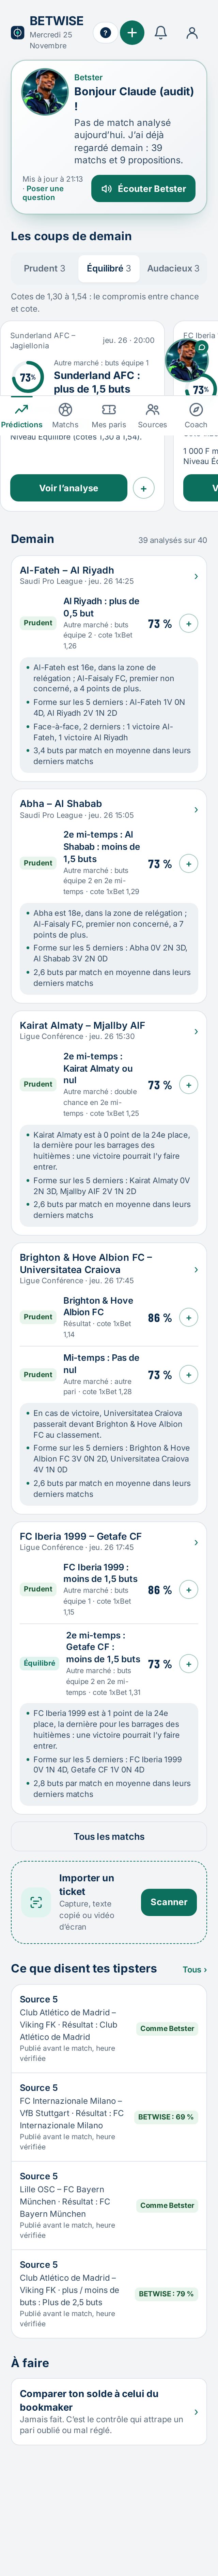 BETWISE
Mercredi 25
Novembre
?
Betster
Bonjour Claude (audit)
!
Pas de match
aujourd’hui. J’ai déjà
regardé demain : 39
matchs et 9 propositions.
Mis à jour à 21:13
· Poser une
question
Écouter Betster
Les coups de demain
Prudent 3
Équilibré 3
Audacieux 3
Cotes de 1,30 à 1,54 : le compromis entre chance
et cote.
Sunderland AFC –
Jagiellonia
jeu. 26 · 20:00
73%
Autre marché : buts équipe 1
Sunderland AFC :
plus de 1,5 buts
FC Iberia
73%
Prédictions
Matchs
Mes paris
Sources
Coach
Niveau Équilibré (cotes 1,30 à 1,54).
1 000 F m
Niveau Éc
Voir l’analyse
+
V
Demain
39 analysés sur 40
Al-Fateh – Al Riyadh
Saudi Pro League · jeu. 26 14:25
›
Prudent
Al Riyadh : plus de
0,5 but
Autre marché : buts
équipe 2 · cote 1xBet
1,26
73 %
+
• Al-Fateh est 16e, dans la zone de
relégation ; Al-Faisaly FC, premier non
concerné, a 4 points de plus.
• Forme sur les 5 derniers : Al-Fateh 1V 0N
4D, Al Riyadh 2V 1N 2D
• Face-à-face, 2 derniers : 1 victoire Al-
Fateh, 1 victoire Al Riyadh
• 3,4 buts par match en moyenne dans leurs
derniers matchs
Abha – Al Shabab
Saudi Pro League · jeu. 26 15:05
›
Prudent
2e mi-temps : Al
Shabab : moins de
1,5 buts
Autre marché : buts
équipe 2 en 2e mi-
temps · cote 1xBet 1,29
73 %
+
• Abha est 18e, dans la zone de relégation ;
Al-Faisaly FC, premier non concerné, a 7
points de plus.
• Forme sur les 5 derniers : Abha 0V 2N 3D,
Al Shabab 3V 2N 0D
• 2,6 buts par match en moyenne dans leurs
derniers matchs
Kairat Almaty – Mjallby AIF
Ligue Conférence · jeu. 26 15:30
›
Prudent
2e mi-temps :
Kairat Almaty ou
nul
Autre marché : double
chance en 2e mi-
temps · cote 1xBet 1,25
73 %
+
• Kairat Almaty est à 0 point de la 24e place,
la dernière pour les barrages des
huitièmes : une victoire pourrait l’y faire
entrer.
• Forme sur les 5 derniers : Kairat Almaty 0V
2N 3D, Mjallby AIF 2V 1N 2D
• 2,6 buts par match en moyenne dans leurs
derniers matchs
Brighton & Hove Albion FC –
Universitatea Craiova
Ligue Conférence · jeu. 26 17:45
›
Prudent
Brighton & Hove
Albion FC
Résultat · cote 1xBet
1,14
86 %
+
Prudent
Mi-temps : Pas de
nul
Autre marché : autre
pari · cote 1xBet 1,28
73 %
+
• En cas de victoire, Universitatea Craiova
passerait devant Brighton & Hove Albion
FC au classement.
• Forme sur les 5 derniers : Brighton & Hove
Albion FC 3V 0N 2D, Universitatea Craiova
4V 1N 0D
• 2,6 buts par match en moyenne dans leurs
derniers matchs
FC Iberia 1999 – Getafe CF
Ligue Conférence · jeu. 26 17:45
›
Prudent
FC Iberia 1999 :
moins de 1,5 buts
Autre marché : buts
équipe 1 · cote 1xBet
1,15
86 %
+
Équilibré
2e mi-temps :
Getafe CF :
moins de 1,5 buts
Autre marché : buts
équipe 2 en 2e mi-
temps · cote 1xBet 1,31
73 %
+
• FC Iberia 1999 est à 1 point de la 24e
place, la dernière pour les barrages des
huitièmes : une victoire pourrait l’y faire
entrer.
• Forme sur les 5 derniers : FC Iberia 1999
0V 1N 4D, Getafe CF 1V 0N 4D
• 2,8 buts par match en moyenne dans leurs
derniers matchs
Tous les matchs
Importer un
ticket
Capture, texte
copié ou vidéo
d’écran
Scanner
Ce que disent tes tipsters
Tous ›
Source 5
Club Atlético de Madrid –
Viking FK · Résultat : Club
Atlético de Madrid
Publié avant le match, heure
vérifiée
Comme Betster
Source 5
FC Internazionale Milano –
VfB Stuttgart · Résultat : FC
Internazionale Milano
Publié avant le match, heure
vérifiée
BETWISE : 69 %
Source 5
Lille OSC – FC Bayern
München · Résultat : FC
Bayern München
Publié avant le match, heure
vérifiée
Comme Betster
Source 5
Club Atlético de Madrid –
Viking FK · plus / moins de
buts : Plus de 2,5 buts
Publié avant le match, heure
vérifiée
BETWISE : 79 %
À faire
Comparer ton solde à celui du
bookmaker
Jamais fait. C’est le contrôle qui attrape un
pari oublié ou mal réglé.
›